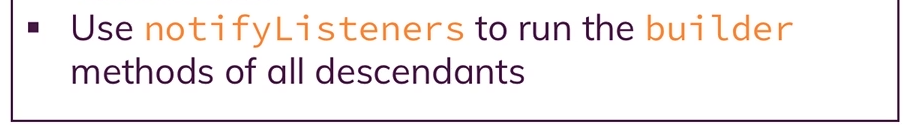 ▪ Use notifyListeners to run the builder
methods of all descendants